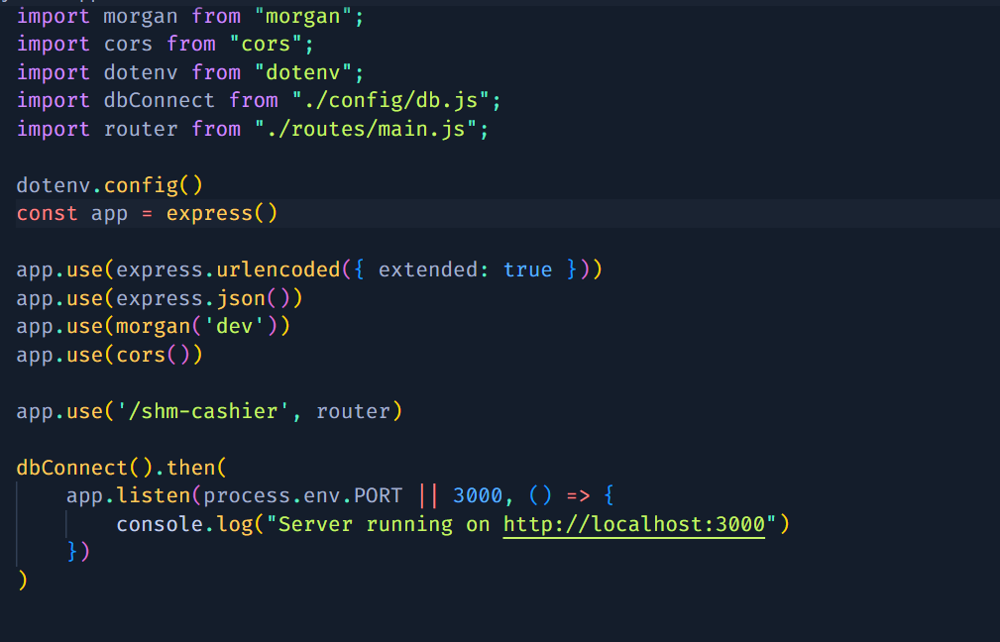 import morgan from "morgan";
import cors from "cors";
import dotenv from "dotenv";
import dbConnect from "./config/db.js";
import router from "./routes/main.js";
dotenv.config()
const app = express()
app.use(express.urlencoded({ extended: true }))
app.use(express.json())
app.use(morgan('dev'))
app.use(cors())
app.use('/shm-cashier', router)
dbConnect().then(
    app.listen(process.env.PORT || 3000, () => {
        console.log("Server running on http://localhost:3000")
    })
)